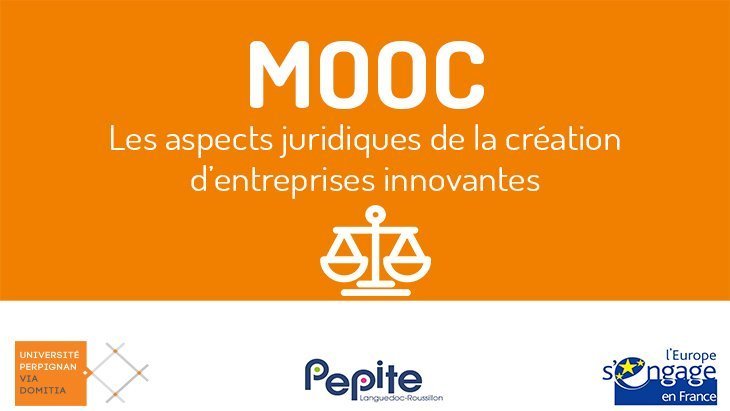 MOOC
Les aspects juridiques de la création
d'entreprises innovantes
UNIVERSITÉ
PERPIGNAN
VIA
DOMITIA
Pepite
Languedoc-Roussillon
l'Europe
s'engage
en France